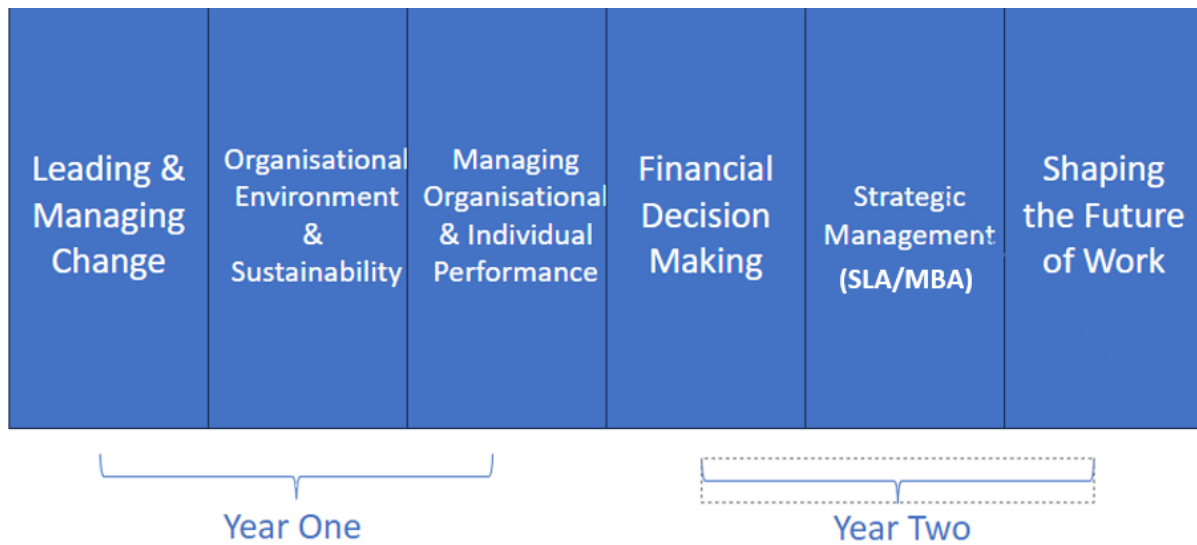 Leading &
Managing
Change
Organisational
Environment
&
Sustainability
Managing
Organisational
& Individual
Performance
Financial
Decision
Making
Strategic
Management
(SLA/MBA)
Shaping
the Future
of Work
Year One
Year Two